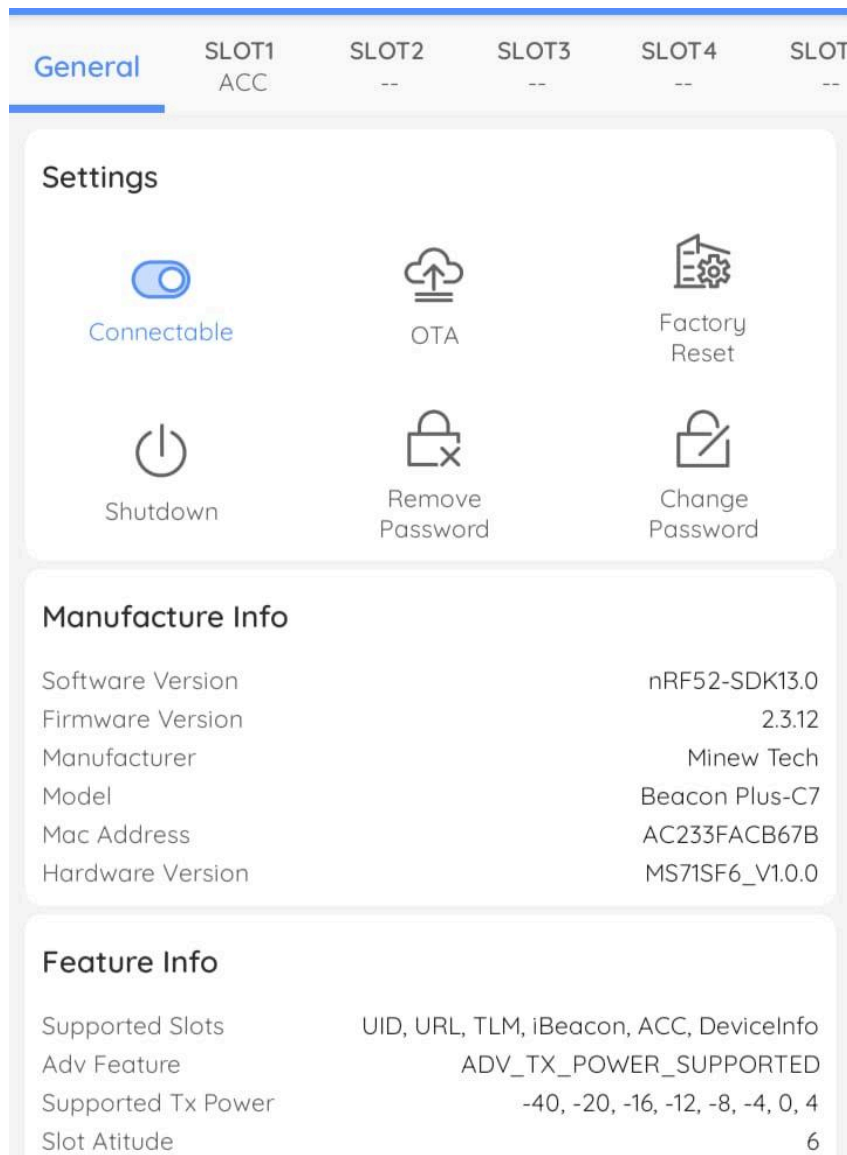 General SLOT1 SLOT2 SLOT3 SLOT4 SLOT
ACC -- -- -- --
Settings
Connectable
OTA
Factory
Reset
Shutdown
Remove
Password
Change
Password
Manufacture Info
Software Version nRF52-SDK13.0
Firmware Version 2.3.12
Manufacturer Minew Tech
Model Beacon Plus-C7
Mac Address AC233FACB67B
Hardware Version MS71SF6_V1.0.0
Feature Info
Supported Slots UID, URL, TLM, iBeacon, ACC, DeviceInfo
Adv Feature ADV_TX_POWER_SUPPORTED
Supported Tx Power -40, -20, -16, -12, -8, -4, 0, 4
Slot Atitude 6